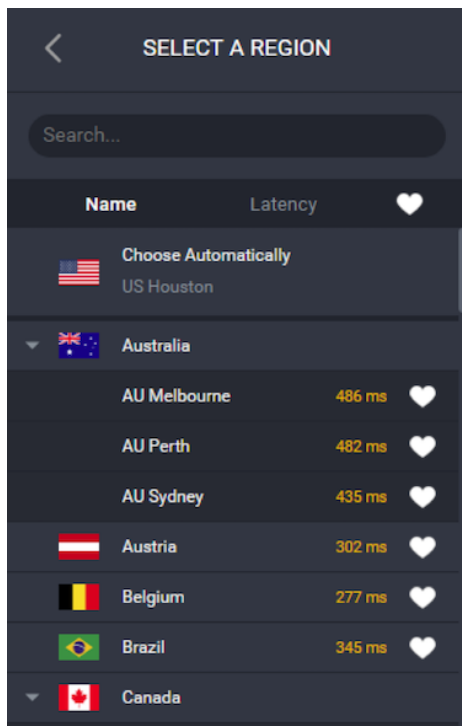 SELECT A REGION
Search...
Name Latency
Choose Automatically
US Houston
Australia
AU Melbourne 486 ms
AU Perth 482 ms
AU Sydney 435 ms
Austria 302 ms
Belgium 277 ms
Brazil 345 ms
Canada